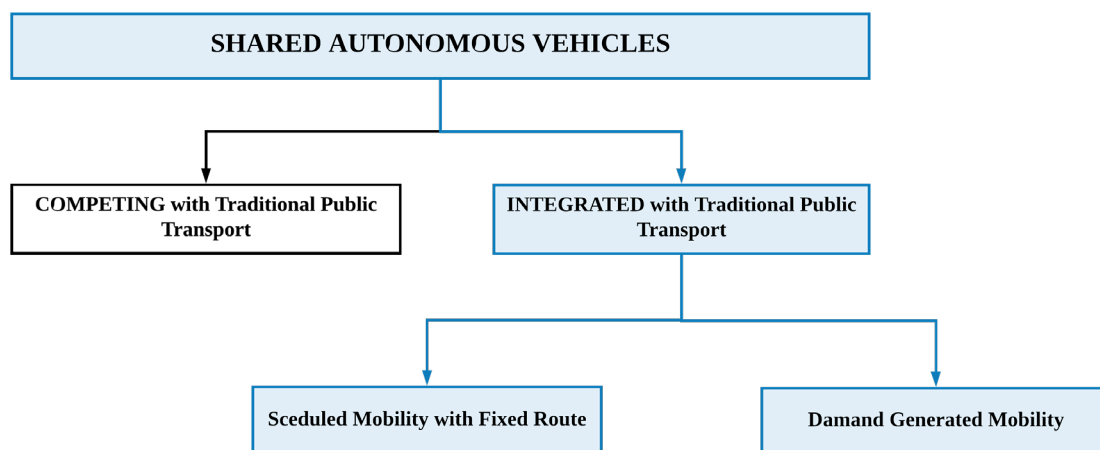 SHARED AUTONOMOUS VEHICLES
COMPETING with Traditional Public
Transport
INTEGRATED with Traditional Public
Transport
Sceduled Mobility with Fixed Route
Damand Generated Mobility